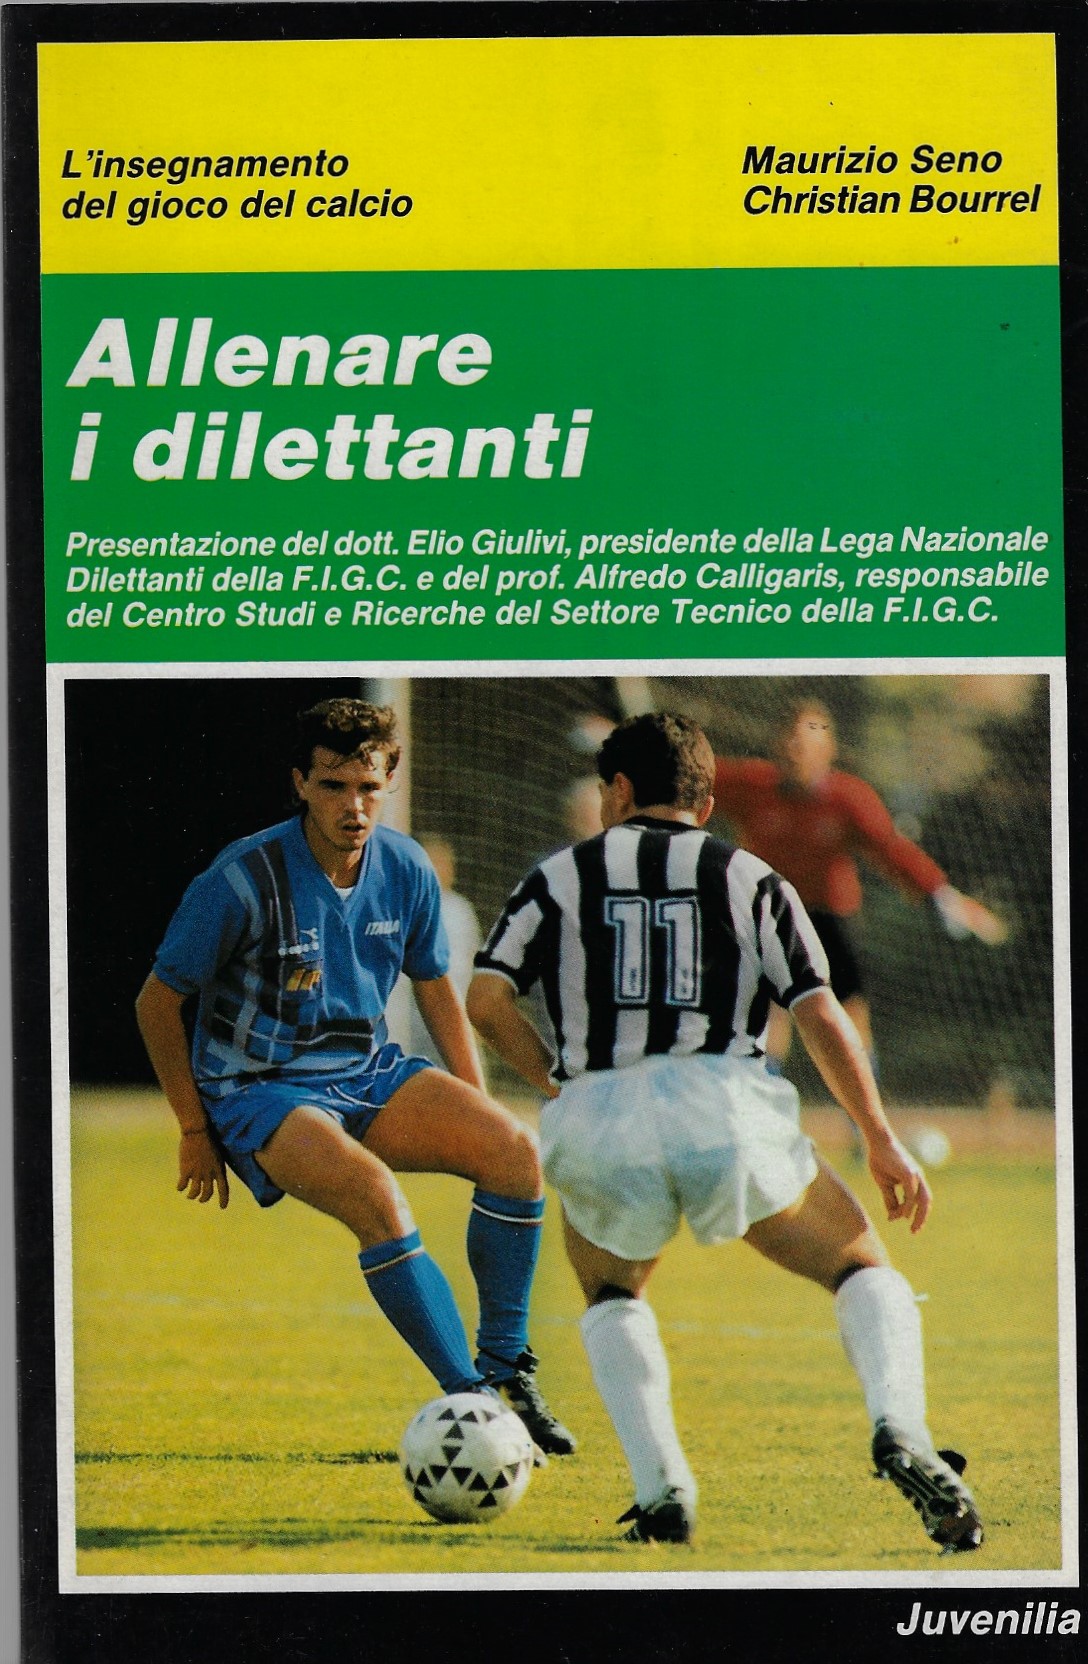 L'insegnamento
del gioco del calcio
Maurizio Seno
Christian Bourrel
Allenare
i dilettanti
Presentazione del dott. Elio Giulivi, presidente della Lega Nazionale
Dilettanti della F.I.G.C. e del prof. Alfredo Calligaris, responsabile
del Centro Studi e Ricerche del Settore Tecnico della F.I.G.C.
ITALIA
11
Juvenilia